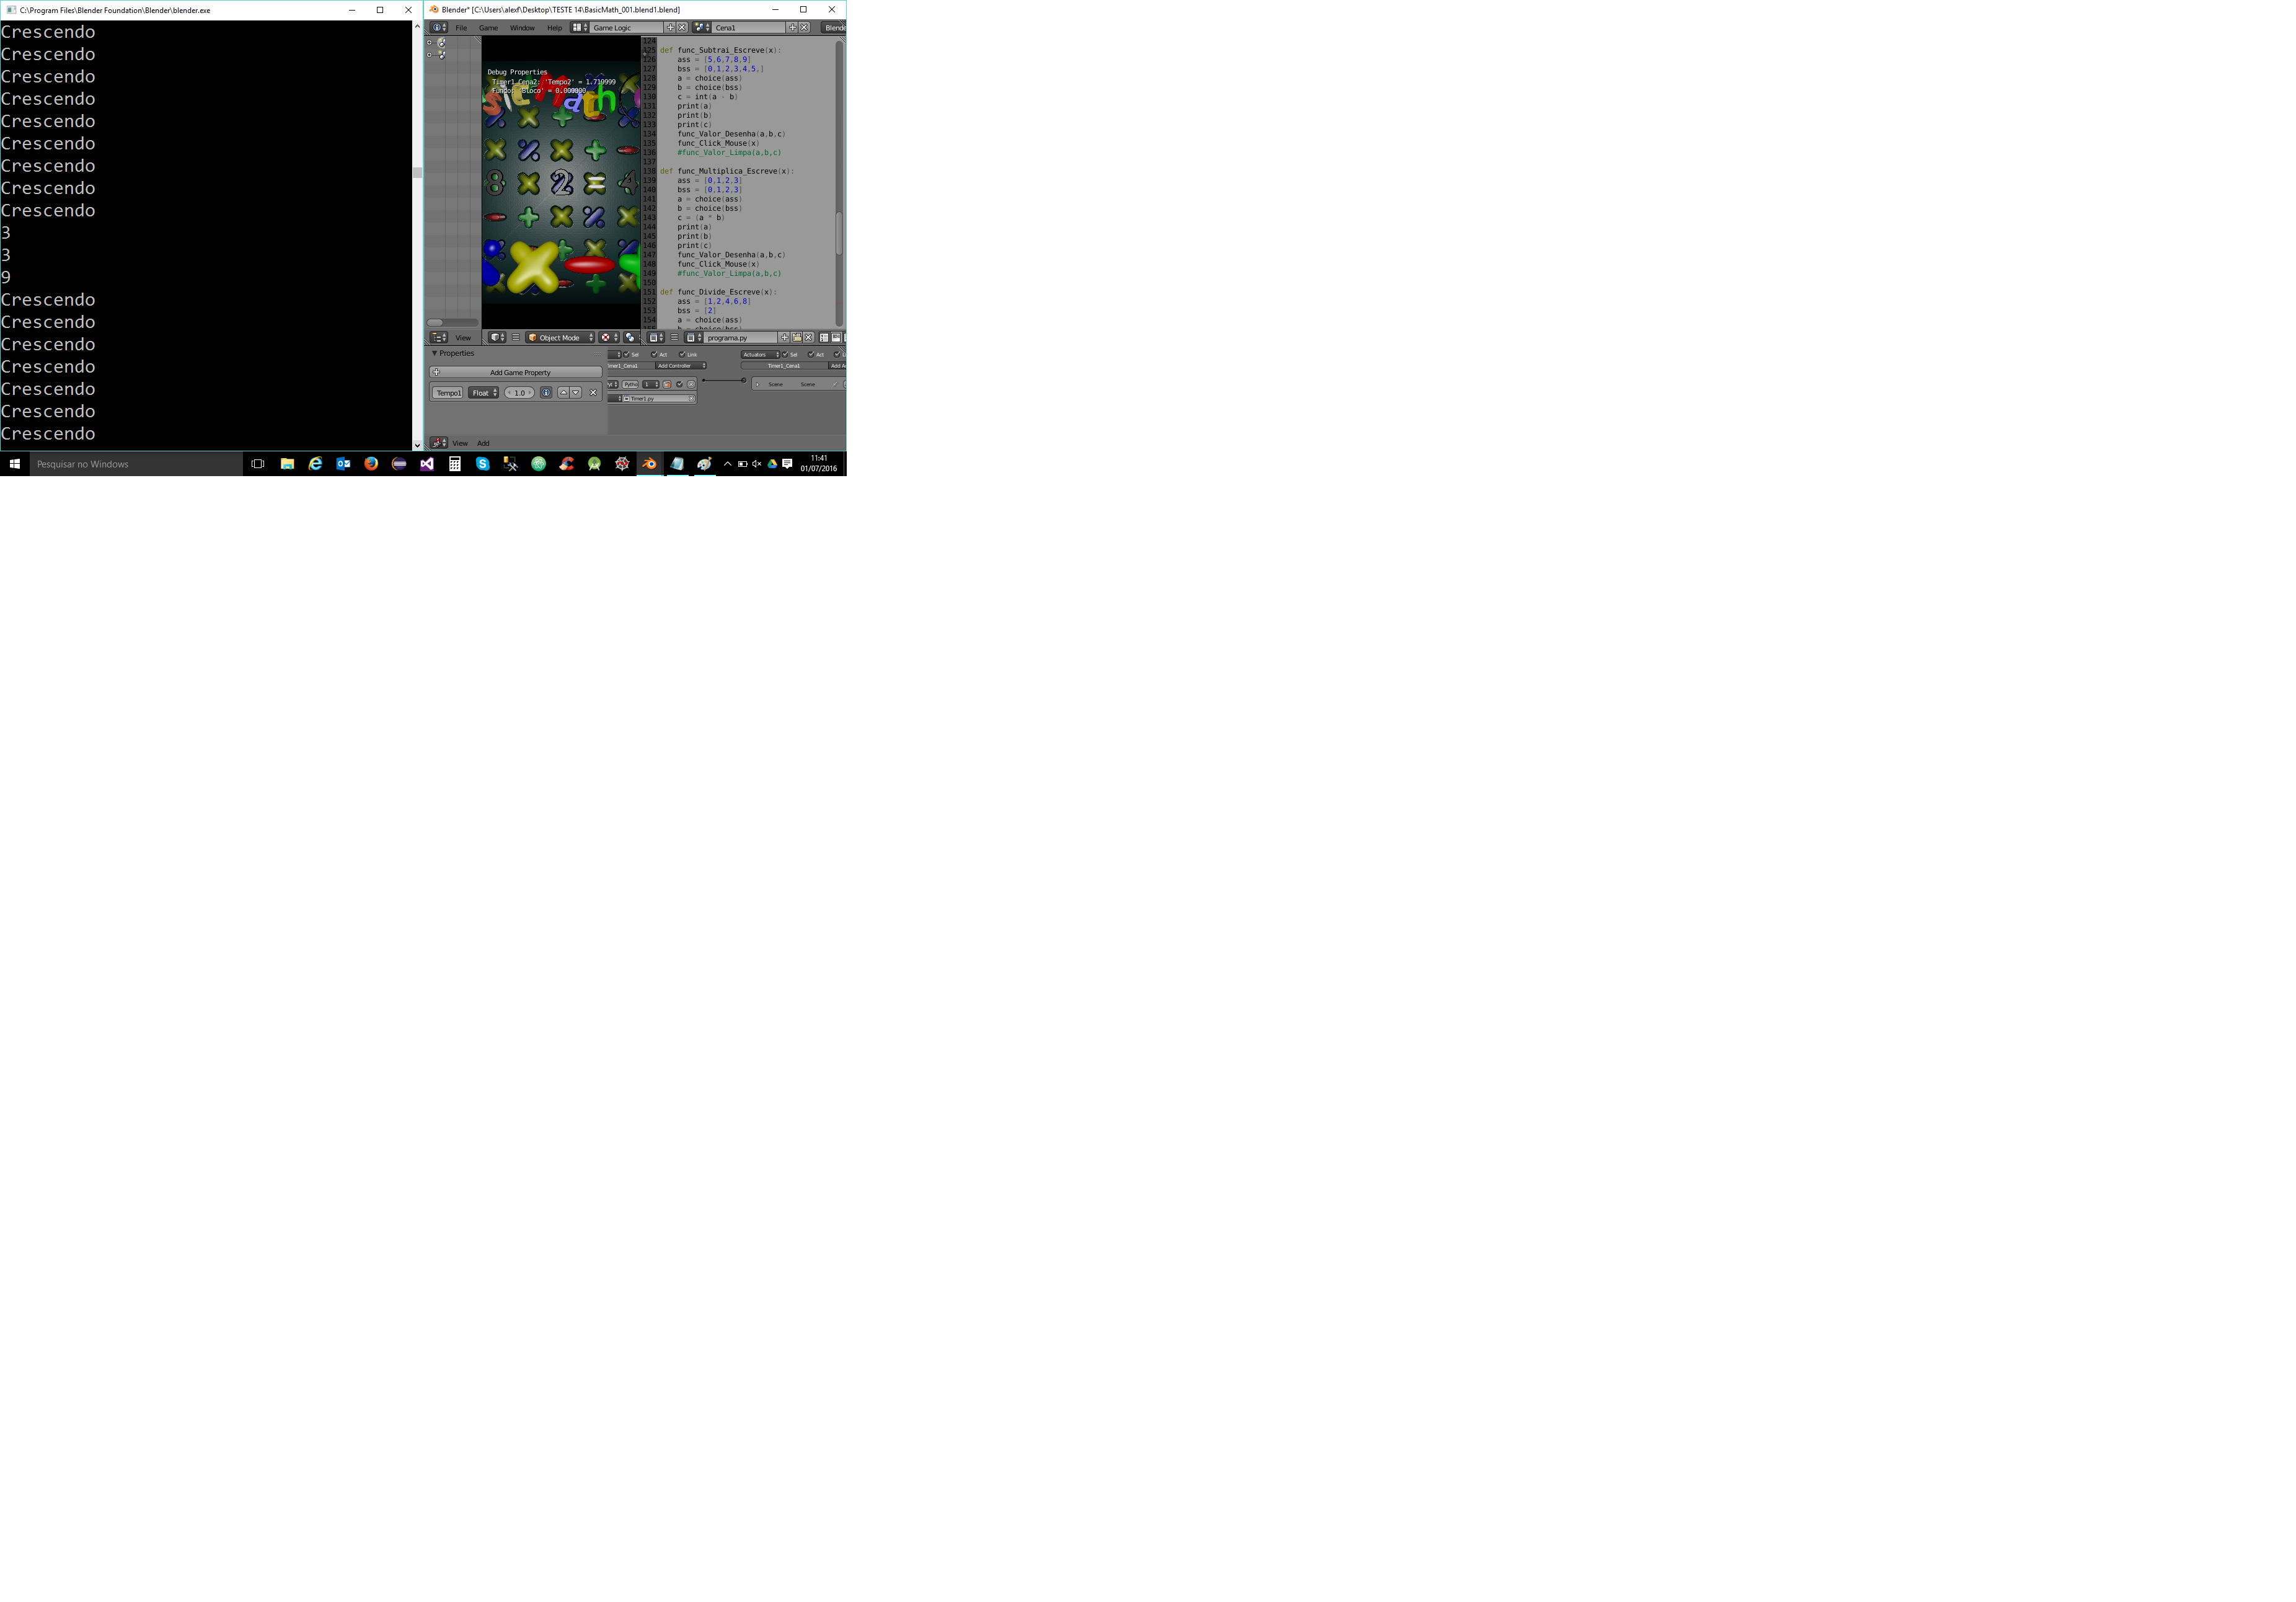 C:\Program Files\Blender Foundation\Blender\blender.exe
Crescendo
Crescendo
Crescendo
Crescendo
Crescendo
Crescendo
Crescendo
Crescendo
Crescendo
3
3
9
Crescendo
Crescendo
Crescendo
Crescendo
Crescendo
Crescendo
Crescendo
Blender* [C:\Users\alexf\Desktop\TESTE 14\BasicMath_001.blend1.blend]
File Game Window Help Game Logic Cena1
Debug Properties
Timer1_Cena2: 'Tempo2' = 1.719999
Fundo: 'Bloco' = 0.000000
sic Math
8 × 2 = 4
124
125 def func_Subtrai_Escreve(x):
126 ass = [5,6,7,8,9]
127 bss = [0,1,2,3,4,5,]
128 a = choice(ass)
129 b = choice(bss)
130 c = int(a - b)
131 print(a)
132 print(b)
133 print(c)
134 func_Valor_Desenha(a,b,c)
135 func_Click_Mouse(x)
136 #func_Valor_Limpa(a,b,c)
137
138 def func_Multiplica_Escreve(x):
139 ass = [0,1,2,3]
140 bss = [0,1,2,3]
141 a = choice(ass)
142 b = choice(bss)
143 c = (a * b)
144 print(a)
145 print(b)
146 print(c)
147 func_Valor_Desenha(a,b,c)
148 func_Click_Mouse(x)
149 #func_Valor_Limpa(a,b,c)
150
151 def func_Divide_Escreve(x):
152 ass = [1,2,4,6,8]
153 bss = [2]
154 a = choice(ass)
View Object Mode programa.py
Properties
Add Game Property
Tempo1 Float 1.0
Sel Act Link
Timer1_Cena1 Add Controller
1
Timer1.py
Actuators Sel Act
Timer1_Cena1
Scene Scene
View Add
Pesquisar no Windows
11:41
01/07/2016